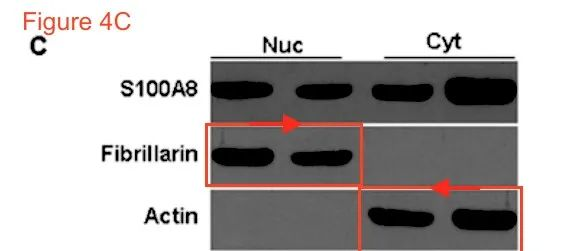 Figure 4C
C
Nuc Cyt
S100A8
Fibrillarin
Actin